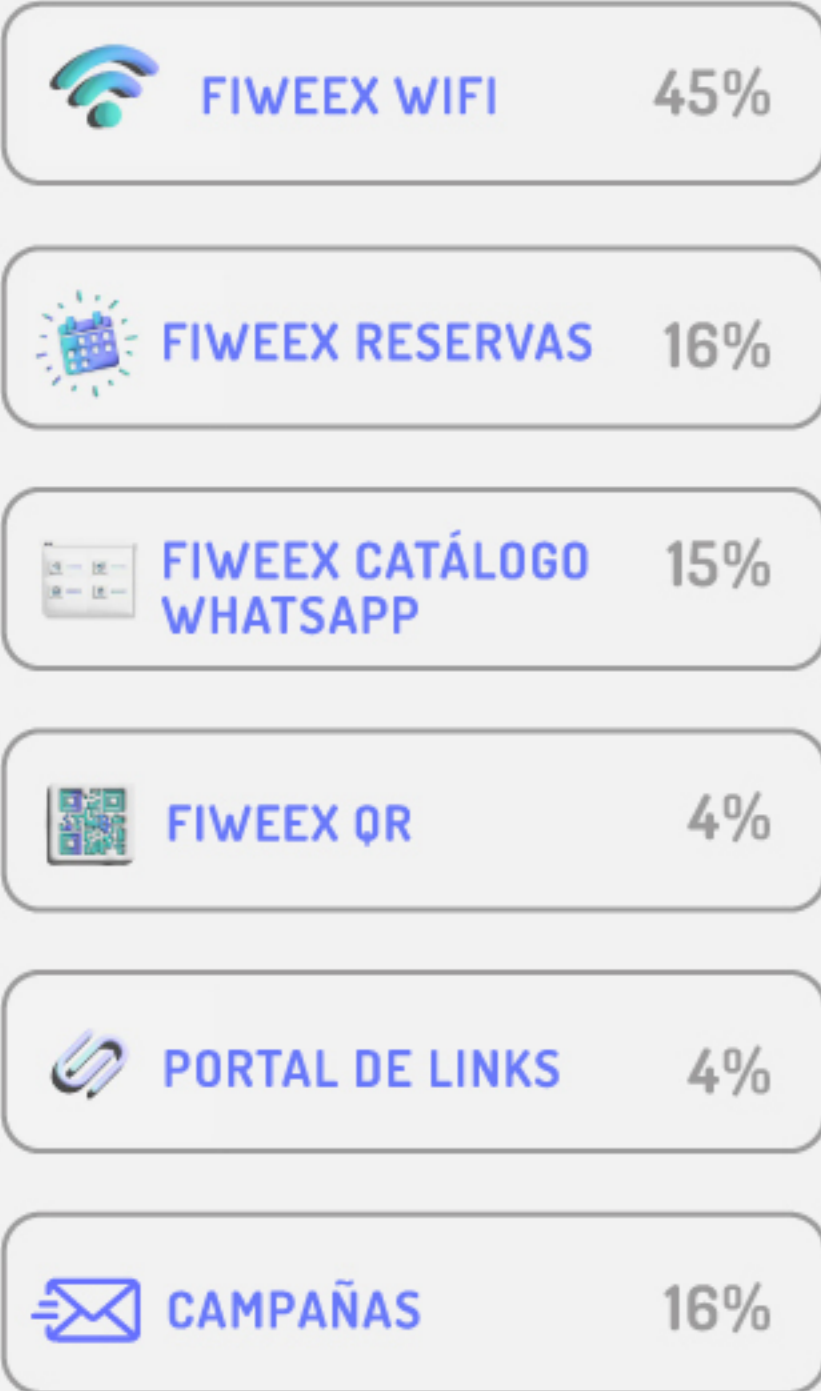 FIWEEX WIFI 45%
FIWEEX RESERVAS 16%
FIWEEX CATÁLOGO 15%
WHATSAPP
FIWEEX QR 4%
PORTAL DE LINKS 4%
CAMPAÑAS 16%